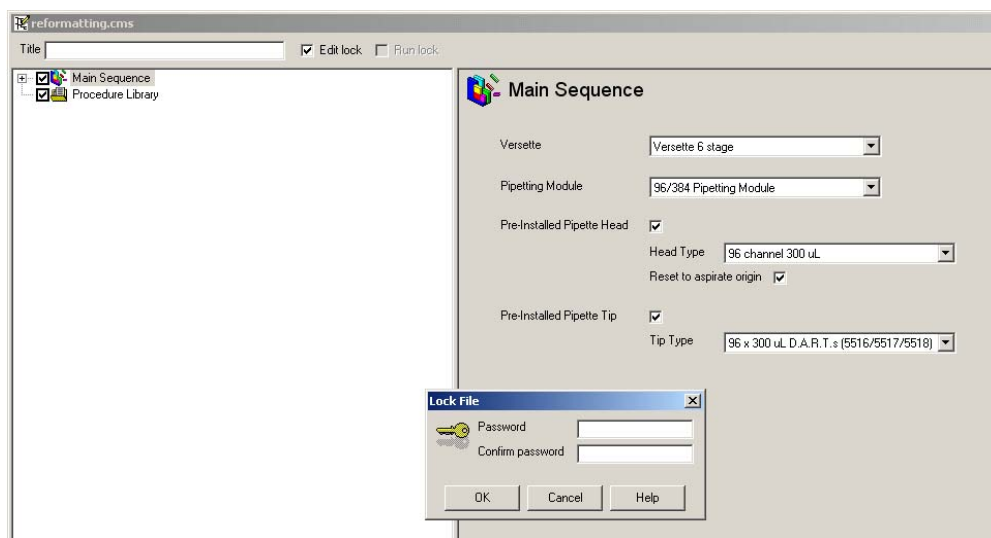 reformatting.cms
Title
Edit lock
Run lock
Main Sequence
Procedure Library
Main Sequence
Versette
Versette 6 stage
Pipetting Module
96/384 Pipetting Module
Pre-Installed Pipette Head
Head Type
96 channel 300 uL
Reset to aspirate origin
Pre-Installed Pipette Tip
Tip Type
96 x 300 uL D.A.R.T.s (5516/5517/5518)
Lock File
Password
Confirm password
OK
Cancel
Help